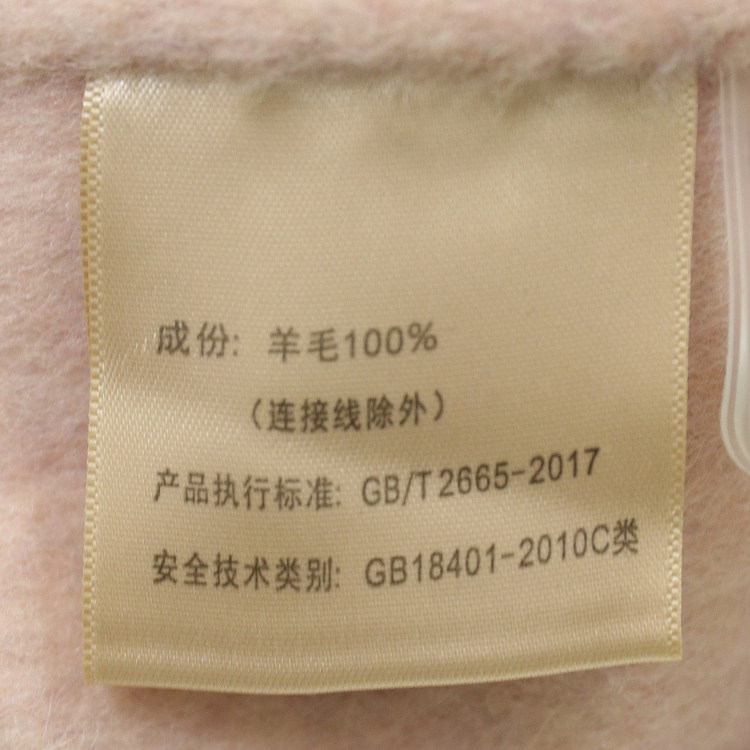 成份: 羊毛100%
（连接线除外）
产品执行标准: GB/T2665-2017
安全技术类别: GB18401-2010C类